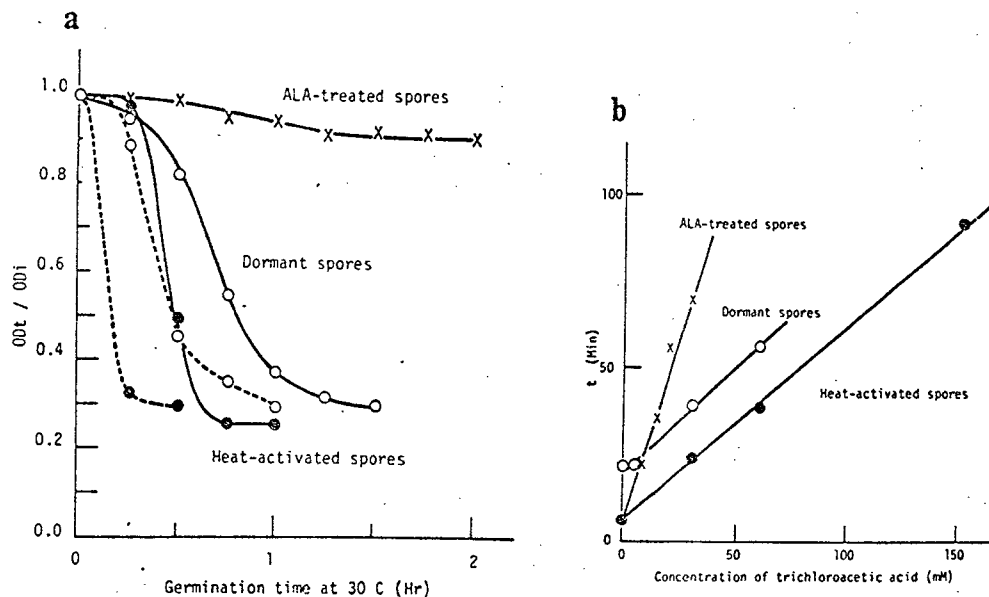 a
1.0
0.8
0.6
0.4
0.2
0.0
ODt / ODi
ALA-treated spores
Dormant spores
Heat-activated spores
0 1 2
Germination time at 30 C (Hr)
b
100
50
0
t (Min)
ALA-treated spores
Dormant spores
Heat-activated spores
0 50 100 150
Concentration of trichloroacetic acid (mM)